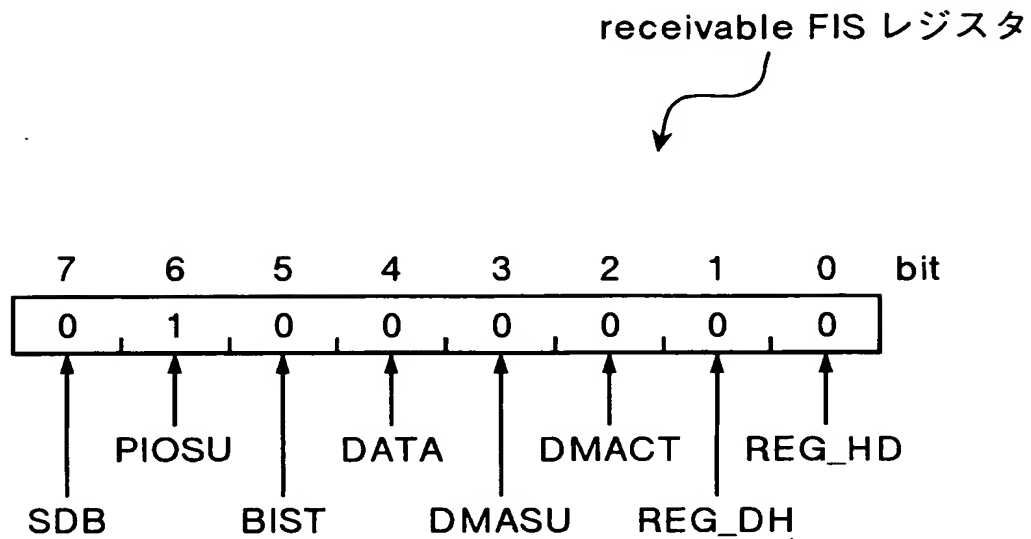 receivable FIS レジスタ
7 6 5 4 3 2 1 0 bit
0 1 0 0 0 0 0 0
PIOSU DATA DMACT REG_HD
SDB BIST DMASU REG_DH